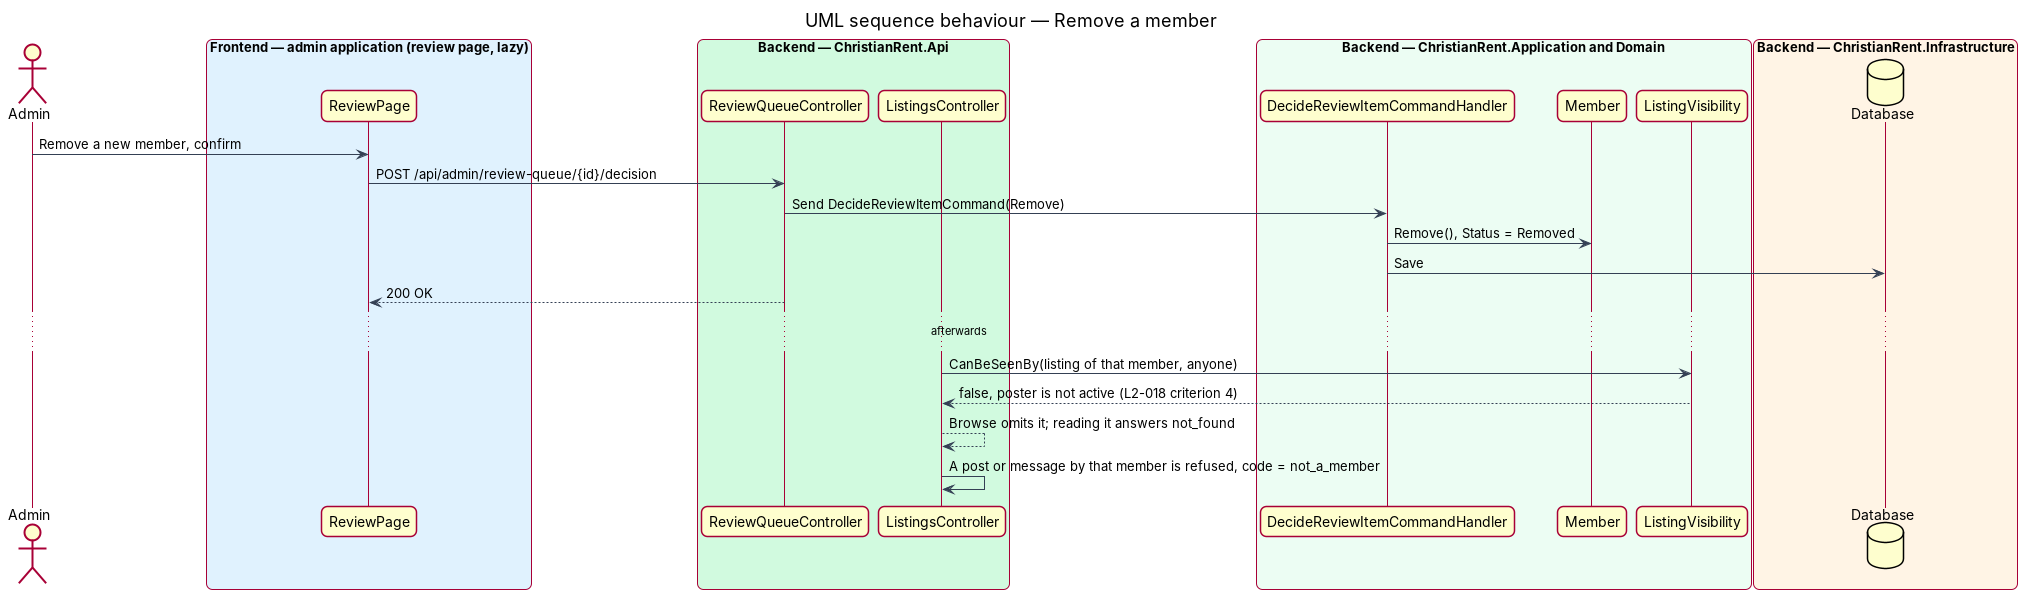 UML sequence behaviour — Remove a member
Frontend — admin application (review page, lazy)
Backend — ChristianRent.Api
Backend — ChristianRent.Application and Domain
Backend — ChristianRent.Infrastructure
Admin
ReviewPage
ReviewQueueController
ListingsController
DecideReviewItemCommandHandler
Member
ListingVisibility
Database
Remove a new member, confirm
POST /api/admin/review-queue/{id}/decision
Send DecideReviewItemCommand(Remove)
Remove(), Status = Removed
Save
200 OK
afterwards
CanBeSeenBy(listing of that member, anyone)
false, poster is not active (L2-018 criterion 4)
Browse omits it; reading it answers not_found
A post or message by that member is refused, code = not_a_member
Admin
ReviewPage
ReviewQueueController
ListingsController
DecideReviewItemCommandHandler
Member
ListingVisibility
Database